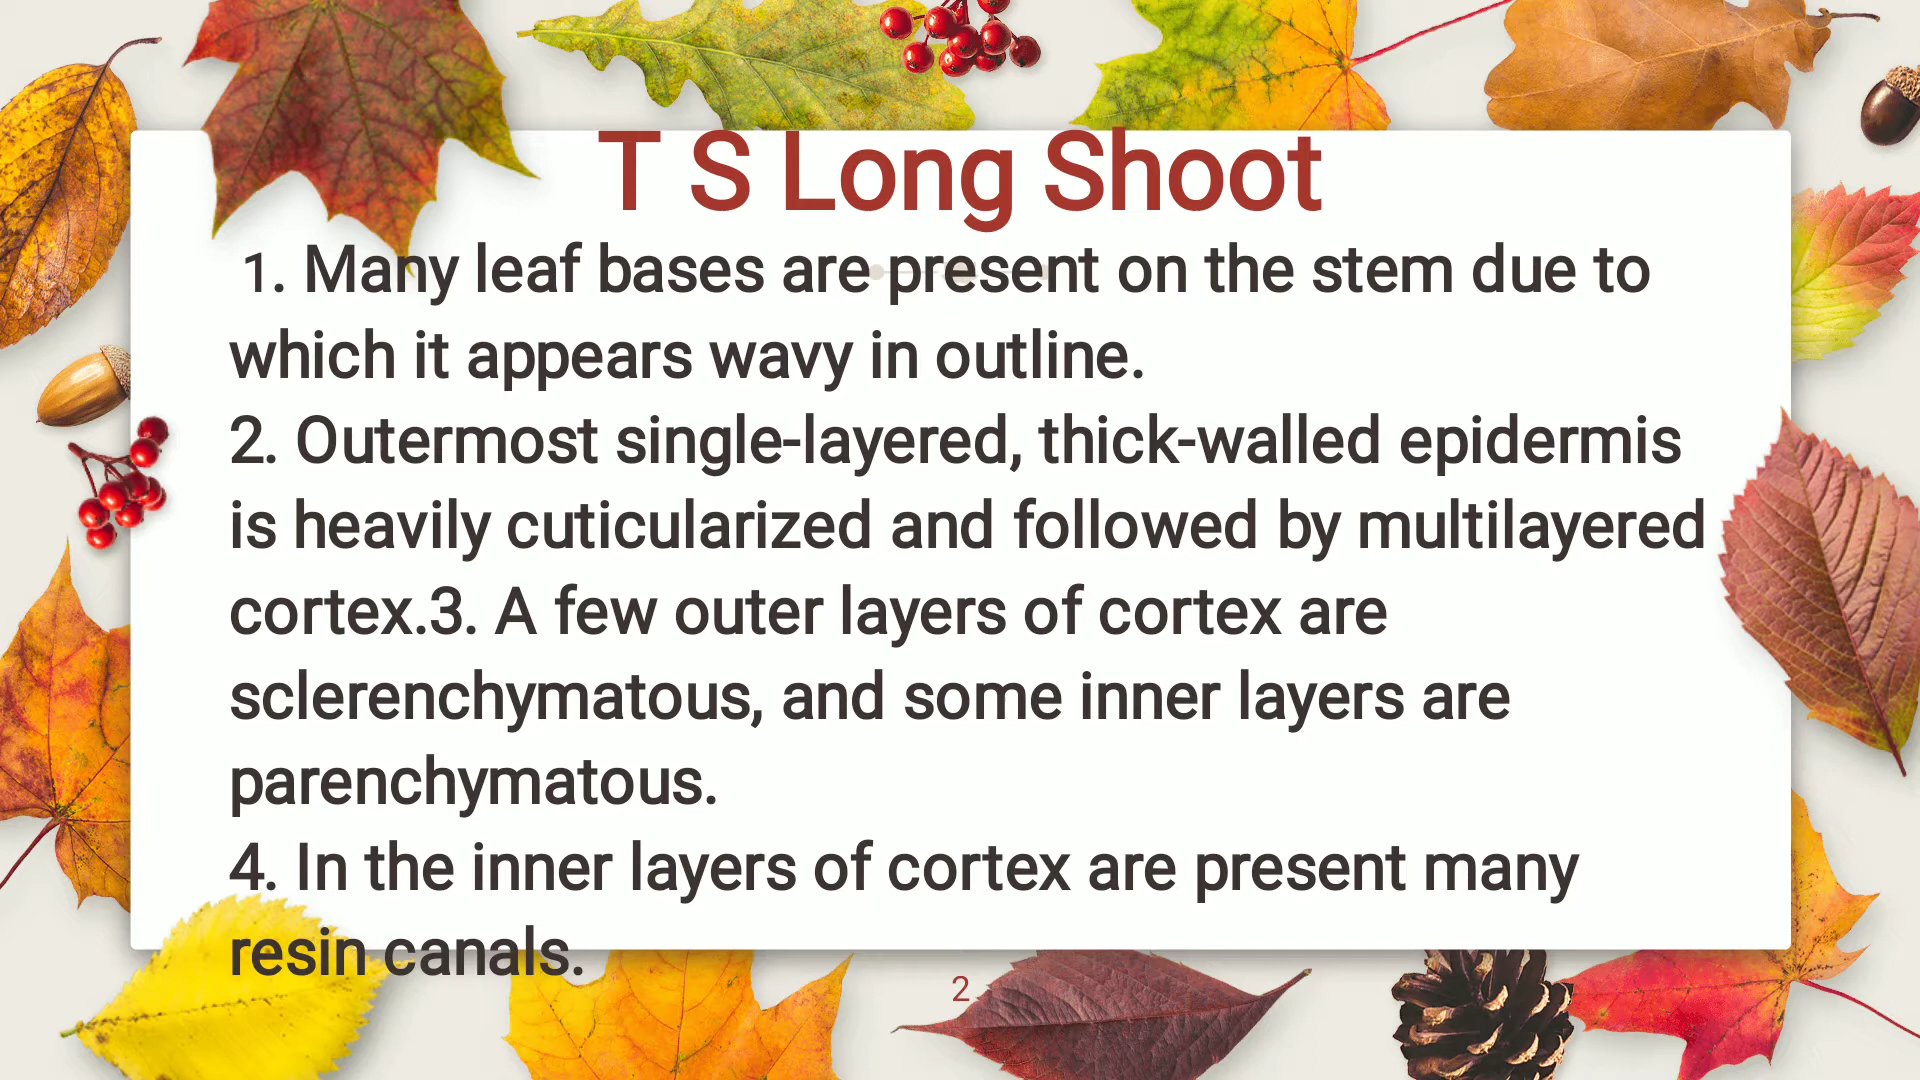 T S Long Shoot
1. Many leaf bases are present on the stem due to
which it appears wavy in outline.
2. Outermost single-layered, thick-walled epidermis
is heavily cuticularized and followed by multilayered
cortex.3. A few outer layers of cortex are
sclerenchymatous, and some inner layers are
parenchymatous.
4. In the inner layers of cortex are present many
resin canals.
2